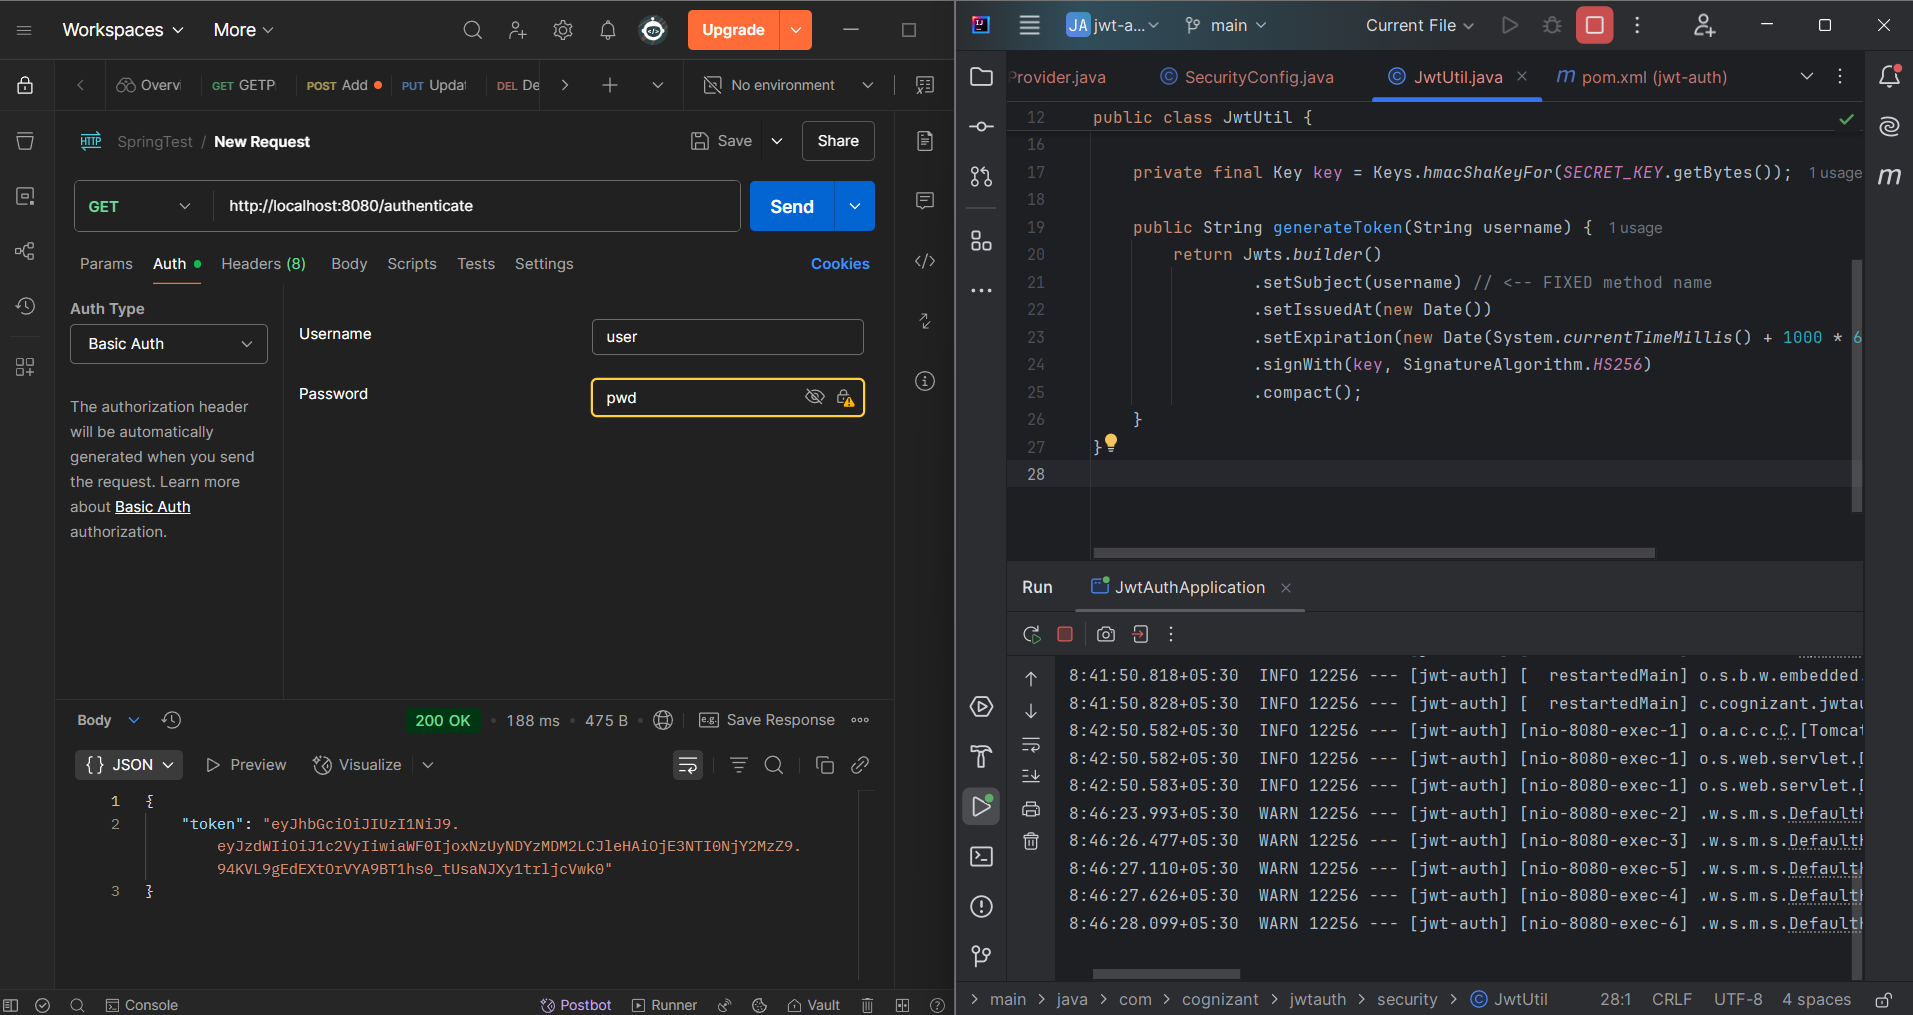 Workspaces
More
Upgrade
Overvi
GET GETP
POST Add
PUT Updat
DEL De
No environment
HTTP
SpringTest / New Request
Save
Share
GET
http://localhost:8080/authenticate
Send
Params
Auth
Headers (8)
Body
Scripts
Tests
Settings
Cookies
Auth Type
Basic Auth
The authorization header
will be automatically
generated when you send
the request. Learn more
about Basic Auth
authorization.
Username
user
Password
pwd
Body
200 OK
188 ms
475 B
e.g.
Save Response
{} JSON
Preview
Visualize
1 {
2 "token": "eyJhbGciOiJIUzI1NiJ9.
eyJzdWIiOiJ1c2VyIiwiaWF0IjoxNzUyNDYzMDM2LCJleHAiOjE3NTI0NjY2MzZ9.
94KVL9gEdEXtOrVYA9BT1hs0_tUsaNJXy1trljcVwk0"
3 }
Console
Postbot
Runner
Vault
JA jwt-a...
main
Current File
Provider.java
SecurityConfig.java
JwtUtil.java
m pom.xml (jwt-auth)
12 public class JwtUtil {
16
17 private final Key key = Keys.hmacShaKeyFor(SECRET_KEY.getBytes()); 1 usage
18
19 public String generateToken(String username) { 1 usage
20 return Jwts.builder()
21 .setSubject(username) // <-- FIXED method name
22 .setIssuedAt(new Date())
23 .setExpiration(new Date(System.currentTimeMillis() + 1000 * 6
24 .signWith(key, SignatureAlgorithm.HS256)
25 .compact();
26 }
27 }
28
Run
JwtAuthApplication
8:41:50.818+05:30 INFO 12256 --- [jwt-auth] [ restartedMain] o.s.b.w.embedded.
8:41:50.828+05:30 INFO 12256 --- [jwt-auth] [ restartedMain] c.cognizant.jwtau
8:42:50.582+05:30 INFO 12256 --- [jwt-auth] [nio-8080-exec-1] o.a.c.c.C.[Tomcat
8:42:50.582+05:30 INFO 12256 --- [jwt-auth] [nio-8080-exec-1] o.s.web.servlet.D
8:42:50.583+05:30 INFO 12256 --- [jwt-auth] [nio-8080-exec-1] o.s.web.servlet.D
8:46:23.993+05:30 WARN 12256 --- [jwt-auth] [nio-8080-exec-2] .w.s.m.s.DefaultH
8:46:26.477+05:30 WARN 12256 --- [jwt-auth] [nio-8080-exec-3] .w.s.m.s.DefaultH
8:46:27.110+05:30 WARN 12256 --- [jwt-auth] [nio-8080-exec-5] .w.s.m.s.DefaultH
8:46:27.626+05:30 WARN 12256 --- [jwt-auth] [nio-8080-exec-4] .w.s.m.s.DefaultH
8:46:28.099+05:30 WARN 12256 --- [jwt-auth] [nio-8080-exec-6] .w.s.m.s.DefaultH
> main > java > com > cognizant > jwtauth > security > JwtUtil
28:1 CRLF UTF-8 4 spaces